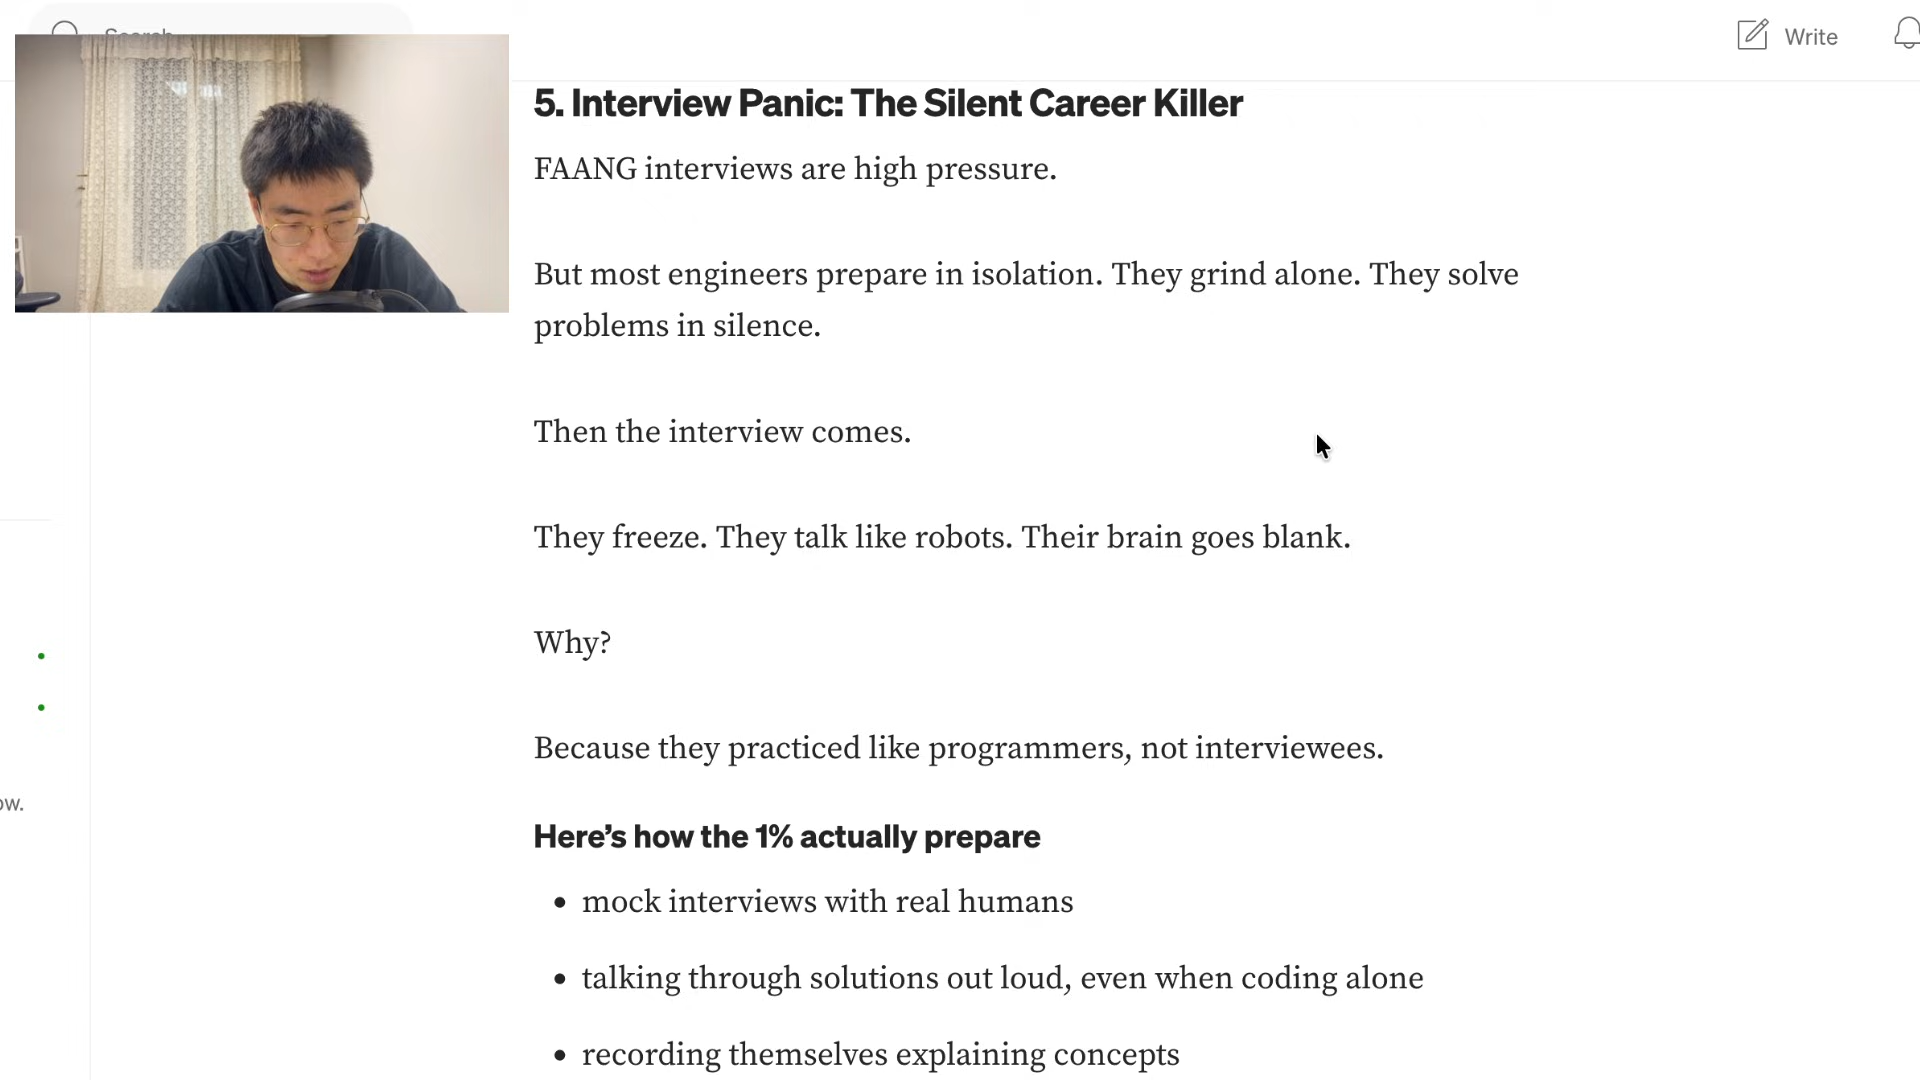 Search
Write
5. Interview Panic: The Silent Career Killer
FAANG interviews are high pressure.
But most engineers prepare in isolation. They grind alone. They solve
problems in silence.
Then the interview comes.
They freeze. They talk like robots. Their brain goes blank.
Why?
Because they practiced like programmers, not interviewees.
ow.
Here’s how the 1% actually prepare
• mock interviews with real humans
• talking through solutions out loud, even when coding alone
• recording themselves explaining concepts